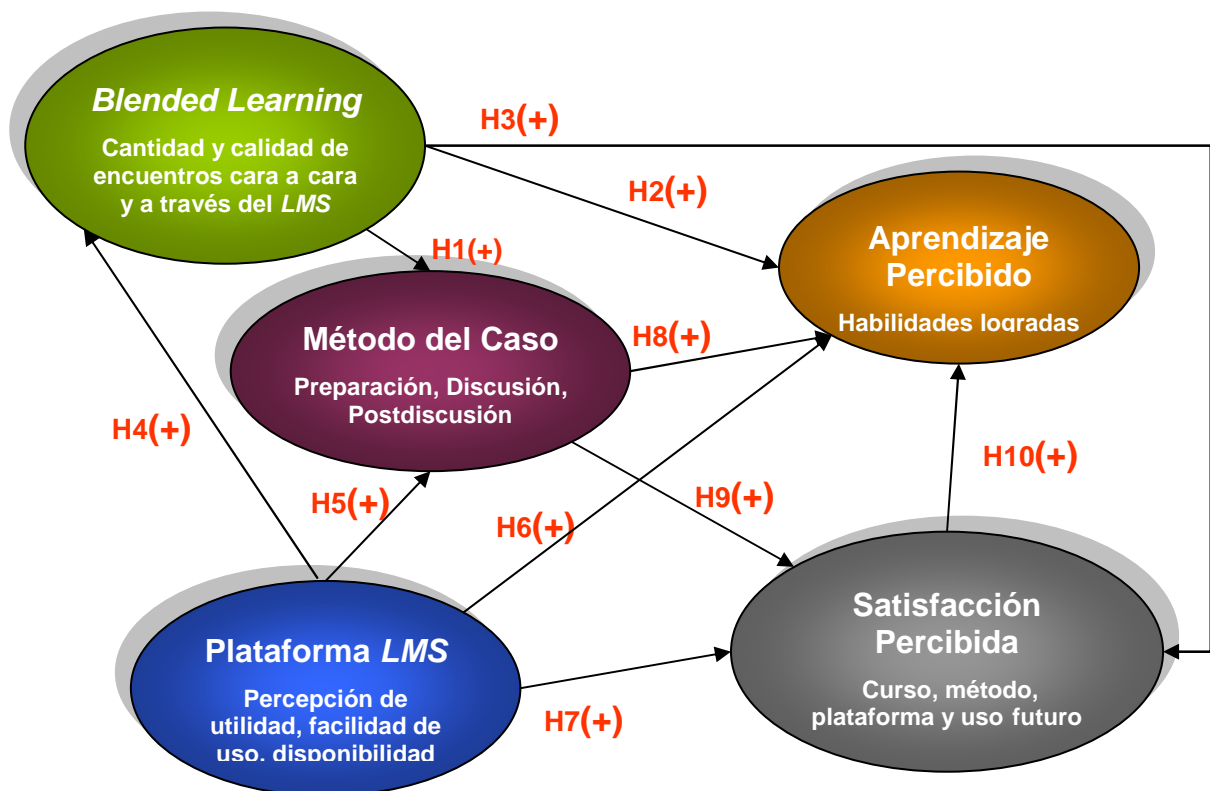 Blended Learning
Cantidad y calidad de
encuentros cara a cara
y a través del LMS
H3(+)
H2(+)
H1(+)
Aprendizaje
Percibido
Habilidades logradas
Método del Caso
Preparación, Discusión,
Postdiscusión
H8(+)
H4(+)
H5(+)
H6(+)
H9(+)
H10(+)
Plataforma LMS
Percepción de
utilidad, facilidad de
uso, disponibilidad
H7(+)
Satisfacción
Percibida
Curso, método,
plataforma y uso futuro